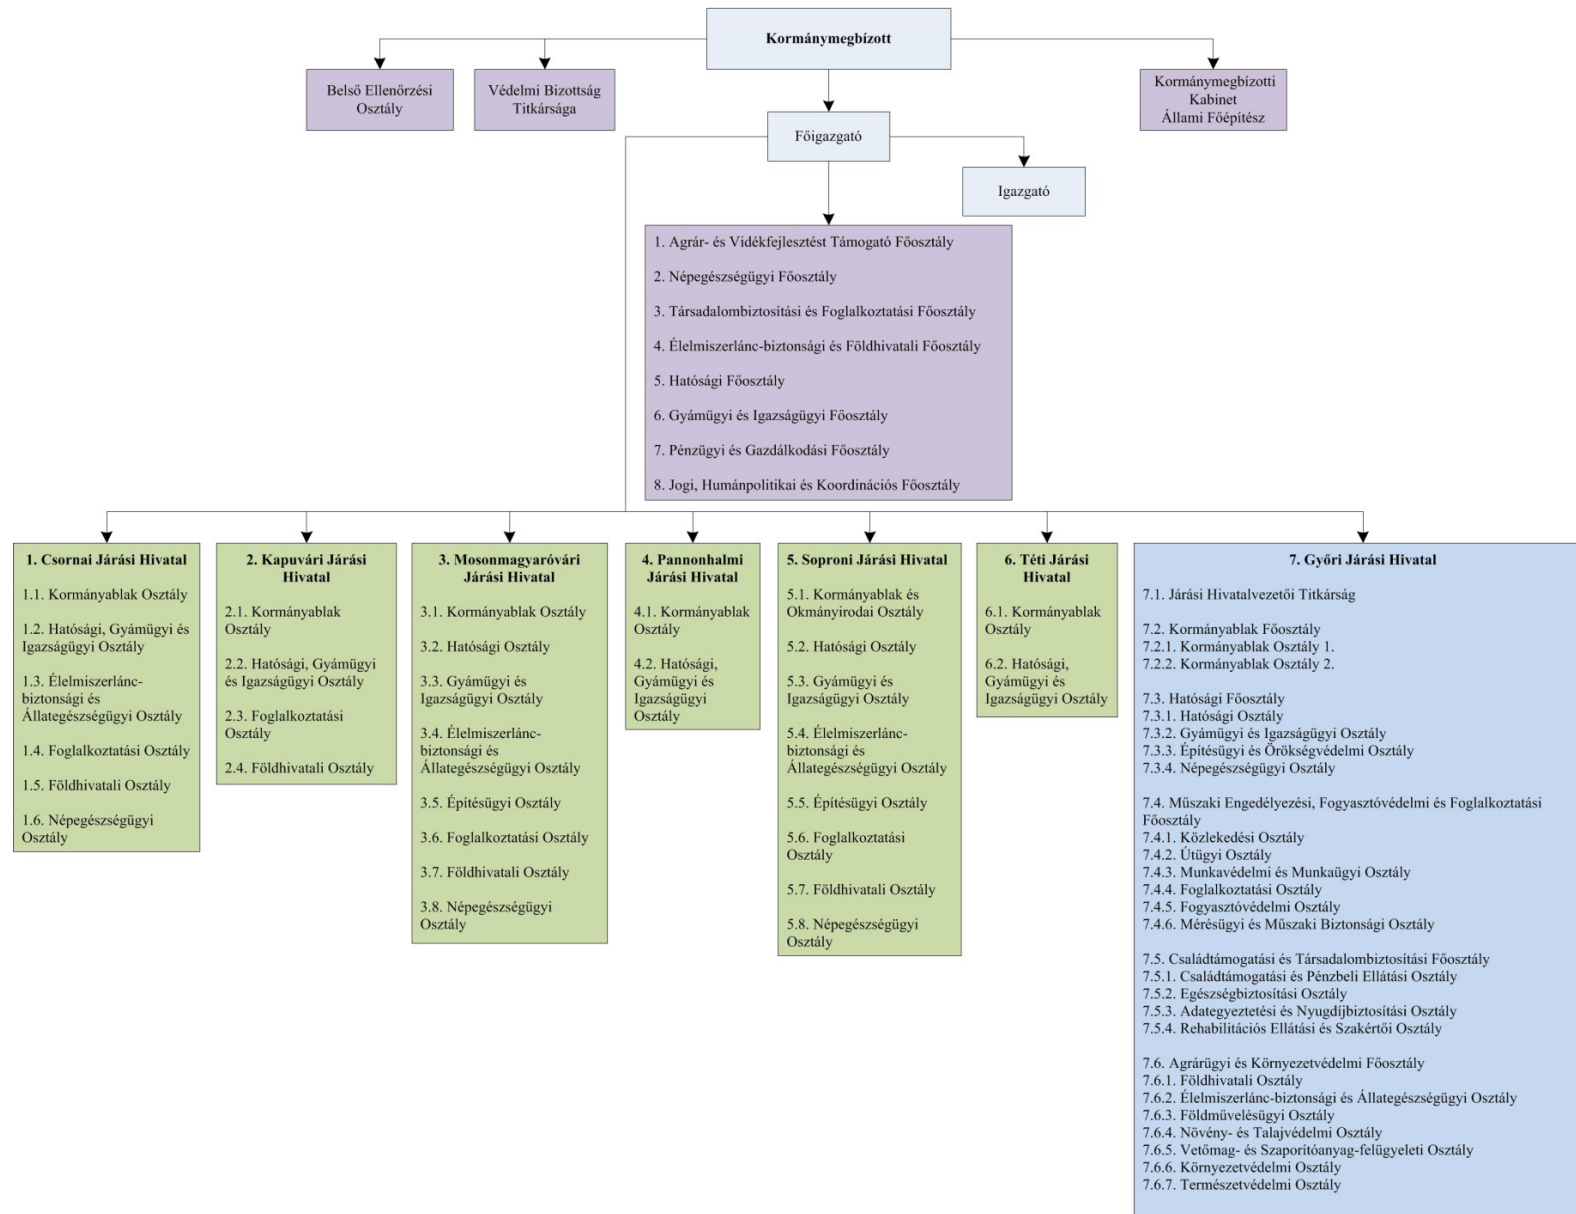 Kormánymegbízott
Belső Ellenőrzési
Osztály
Védelmi Bizottság
Titkársága
Kormánymegbízotti
Kabinet
Állami Főépítész
Főigazgató
Igazgató
1. Agrár- és Vidékfejlesztést Támogató Főosztály
2. Népegészségügyi Főosztály
3. Társadalombiztosítási és Foglalkoztatási Főosztály
4. Élelmiszerlánc-biztonsági és Földhivatali Főosztály
5. Hatósági Főosztály
6. Gyámügyi és Igazságügyi Főosztály
7. Pénzügyi és Gazdálkodási Főosztály
8. Jogi, Humánpolitikai és Koordinációs Főosztály
1. Csornai Járási Hivatal
1.1. Kormányablak Osztály
1.2. Hatósági, Gyámügyi és
Igazságügyi Osztály
1.3. Élelmiszerlánc-
biztonsági és
Állategészségügyi Osztály
1.4. Foglalkoztatási Osztály
1.5. Földhivatali Osztály
1.6. Népegészségügyi
Osztály
2. Kapuvári Járási
Hivatal
2.1. Kormányablak
Osztály
2.2. Hatósági, Gyámügyi
és Igazságügyi Osztály
2.3. Foglalkoztatási
Osztály
2.4. Földhivatali Osztály
3. Mosonmagyaróvári
Járási Hivatal
3.1. Kormányablak Osztály
3.2. Hatósági Osztály
3.3. Gyámügyi és
Igazságügyi Osztály
3.4. Élelmiszerlánc-
biztonsági és
Állategészségügyi Osztály
3.5. Építésügyi Osztály
3.6. Foglalkoztatási Osztály
3.7. Földhivatali Osztály
3.8. Népegészségügyi
Osztály
4. Pannonhalmi
Járási Hivatal
4.1. Kormányablak
Osztály
4.2. Hatósági,
Gyámügyi és
Igazságügyi
Osztály
5. Soproni Járási Hivatal
5.1. Kormányablak és
Okmányirodai Osztály
5.2. Hatósági Osztály
5.3. Gyámügyi és
Igazságügyi Osztály
5.4. Élelmiszerlánc-
biztonsági és
Állategészségügyi Osztály
5.5. Építésügyi Osztály
5.6. Foglalkoztatási
Osztály
5.7. Földhivatali Osztály
5.8. Népegészségügyi
Osztály
6. Téti Járási
Hivatal
6.1. Kormányablak
Osztály
6.2. Hatósági,
Gyámügyi és
Igazságügyi Osztály
7. Győri Járási Hivatal
7.1. Járási Hivatalvezetői Titkárság
7.2. Kormányablak Főosztály
7.2.1. Kormányablak Osztály 1.
7.2.2. Kormányablak Osztály 2.
7.3. Hatósági Főosztály
7.3.1. Hatósági Osztály
7.3.2. Gyámügyi és Igazságügyi Osztály
7.3.3. Építésügyi és Örökségvédelmi Osztály
7.3.4. Népegészségügyi Osztály
7.4. Műszaki Engedélyezési, Fogyasztóvédelmi és Foglalkoztatási
Főosztály
7.4.1. Közlekedési Osztály
7.4.2. Útügyi Osztály
7.4.3. Munkavédelmi és Munkaügyi Osztály
7.4.4. Foglalkoztatási Osztály
7.4.5. Fogyasztóvédelmi Osztály
7.4.6. Mérésügyi és Műszaki Biztonsági Osztály
7.5. Családtámogatási és Társadalombiztosítási Főosztály
7.5.1. Családtámogatási és Pénzbeli Ellátási Osztály
7.5.2. Egészségbiztosítási Osztály
7.5.3. Adategyeztetési és Nyugdíjbiztosítási Osztály
7.5.4. Rehabilitációs Ellátási és Szakértői Osztály
7.6. Agrárügyi és Környezetvédelmi Főosztály
7.6.1. Földhivatali Osztály
7.6.2. Élelmiszerlánc-biztonsági és Állategészségügyi Osztály
7.6.3. Földművelésügyi Osztály
7.6.4. Növény- és Talajvédelmi Osztály
7.6.5. Vetőmag- és Szaporítóanyag-felügyeleti Osztály
7.6.6. Környezetvédelmi Osztály
7.6.7. Természetvédelmi Osztály